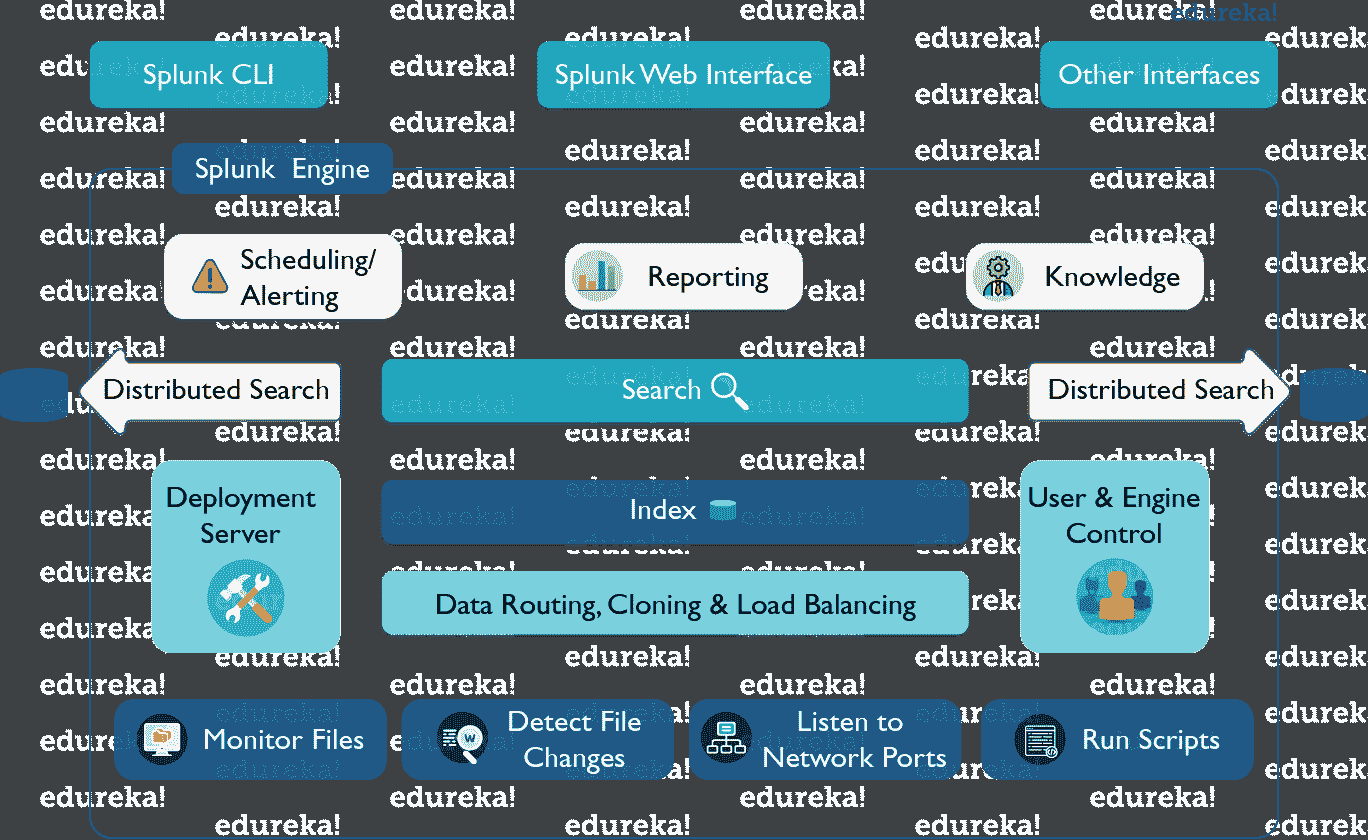 edureka!
Splunk CLI
Splunk Web Interface
Other Interfaces
Splunk Engine
Scheduling/
Alerting
Reporting
Knowledge
Distributed Search
Search
Distributed Search
Deployment
Server
Index
User & Engine
Control
Data Routing, Cloning & Load Balancing
Monitor Files
Detect File
Changes
Listen to
Network Ports
Run Scripts